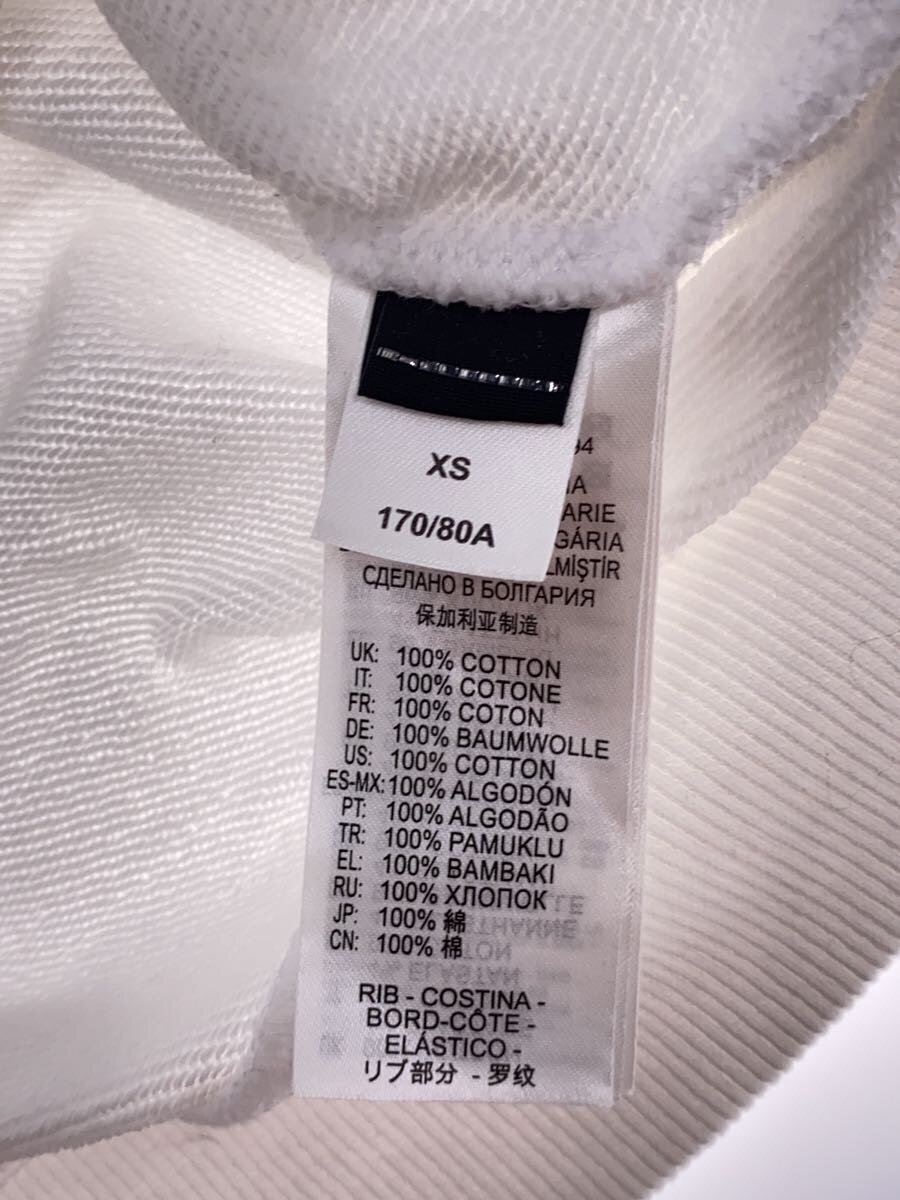 XS
170/80A
СДЕЛАНО В БОЛГАРИЯ
保加利亚制造
UK: 100% COTTON
IT: 100% COTONE
FR: 100% COTON
DE: 100% BAUMWOLLE
US: 100% COTTON
ES-MX: 100% ALGODÓN
PT: 100% ALGODÃO
TR: 100% PAMUKLU
EL: 100% BAMBAKI
RU: 100% ХЛОПОК
JP: 100% 綿
CN: 100% 棉
RIB - COSTINA -
BORD-CÔTE -
ELÁSTICO -
リブ部分 - 罗纹